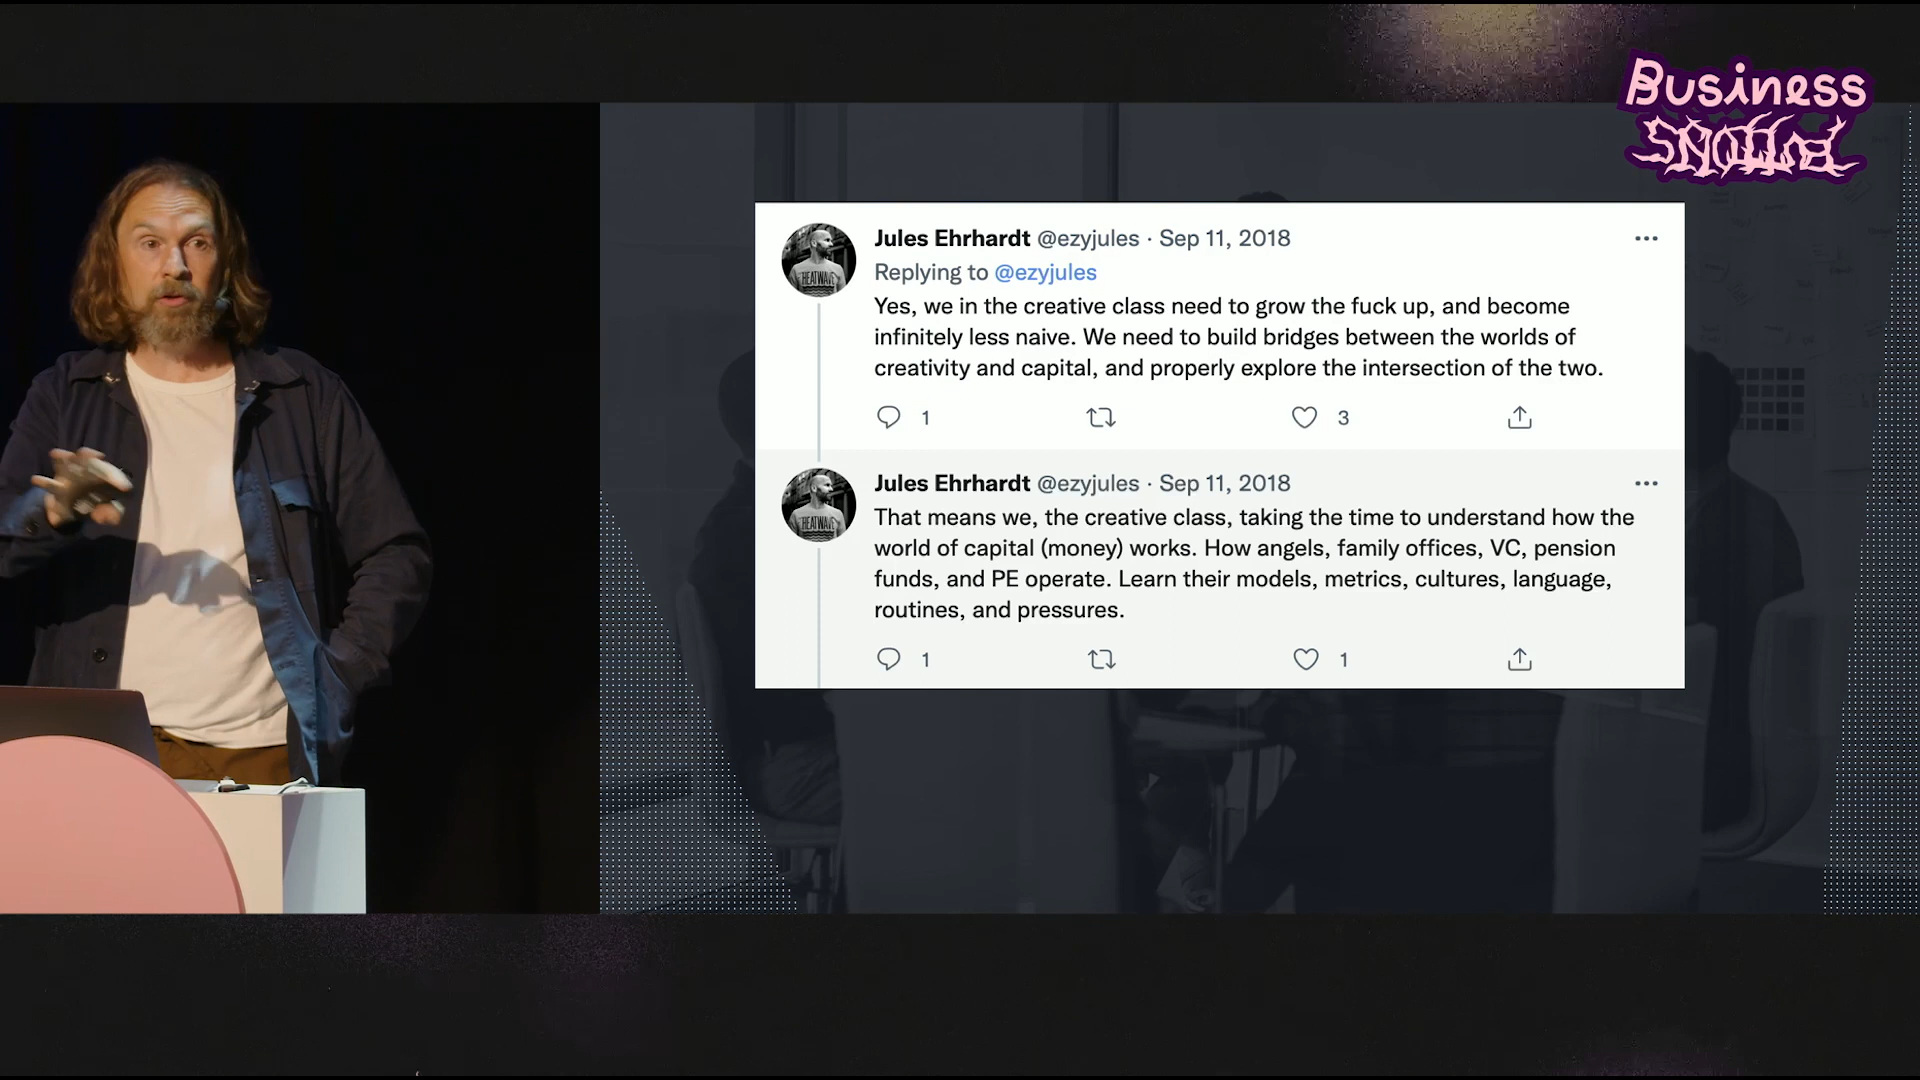 Business
Jules Ehrhardt @ezyjules · Sep 11, 2018
Replying to @ezyjules
Yes, we in the creative class need to grow the fuck up, and become
infinitely less naive. We need to build bridges between the worlds of
creativity and capital, and properly explore the intersection of the two.
1 3
Jules Ehrhardt @ezyjules · Sep 11, 2018
That means we, the creative class, taking the time to understand how the
world of capital (money) works. How angels, family offices, VC, pension
funds, and PE operate. Learn their models, metrics, cultures, language,
routines, and pressures.
1 1
HEATWAVE
HEATWAVE